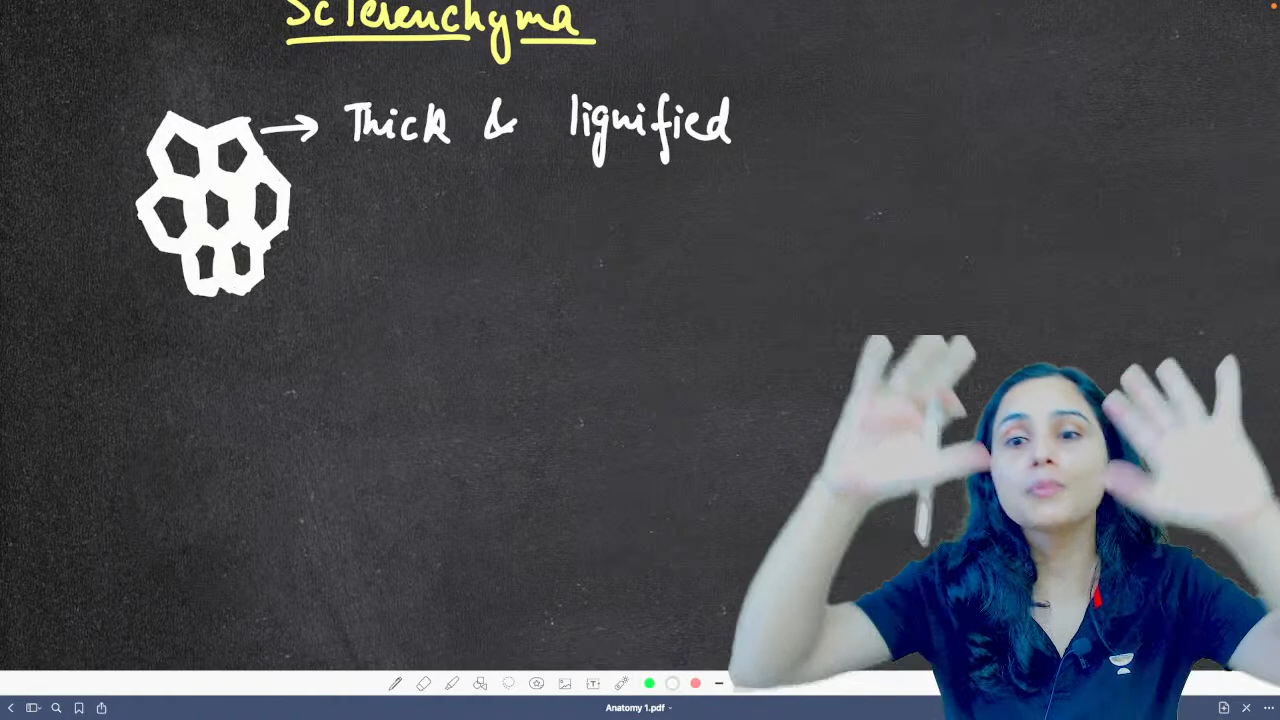 Sclerenchyma
→ Thick & lignified
Anatomy 1.pdf